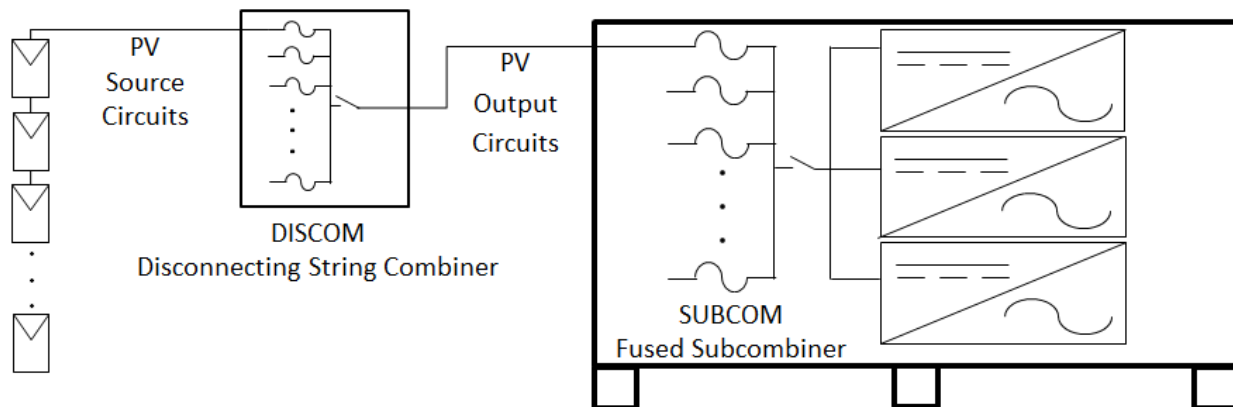 PV
Source
Circuits
DISCOM
Disconnecting String Combiner
PV
Output
Circuits
SUBCOM
Fused Subcombiner